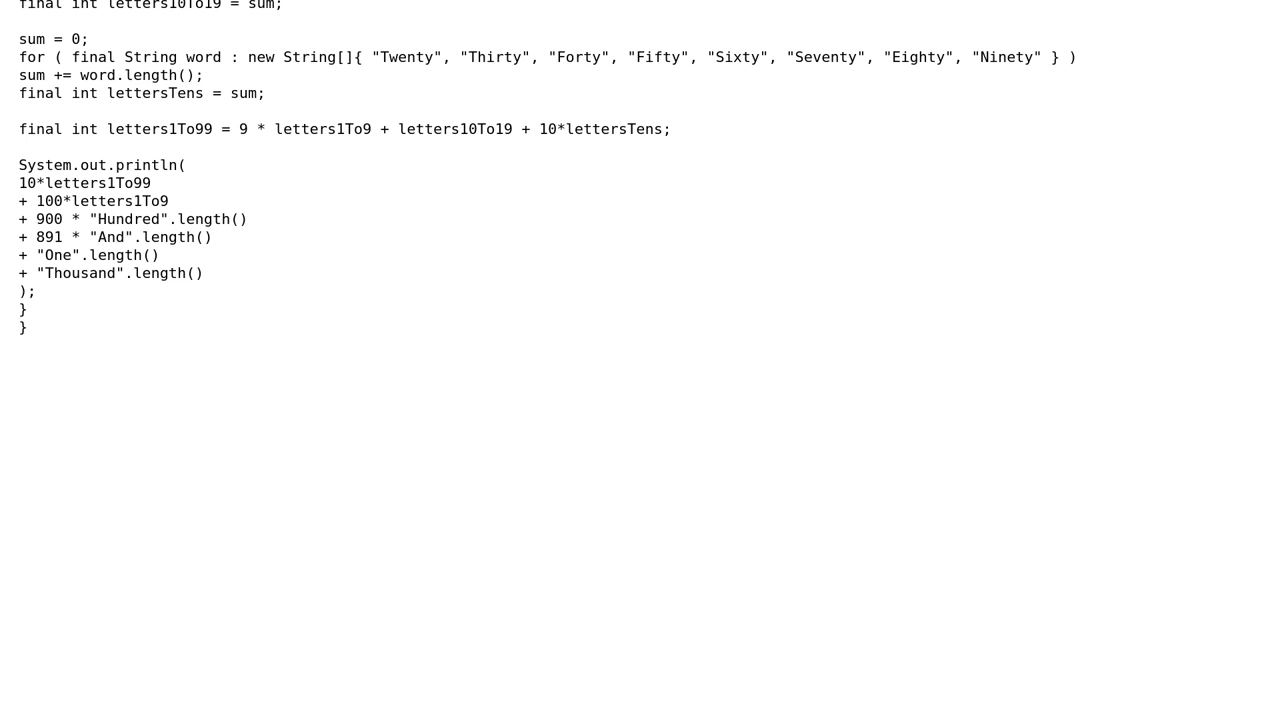 final int letters10To19 = sum;
sum = 0;
for ( final String word : new String[]{ "Twenty", "Thirty", "Forty", "Fifty", "Sixty", "Seventy", "Eighty", "Ninety" } )
sum += word.length();
final int lettersTens = sum;
final int letters1To99 = 9 * letters1To9 + letters10To19 + 10*lettersTens;
System.out.println(
10*letters1To99
+ 100*letters1To9
+ 900 * "Hundred".length()
+ 891 * "And".length()
+ "One".length()
+ "Thousand".length()
);
}
}